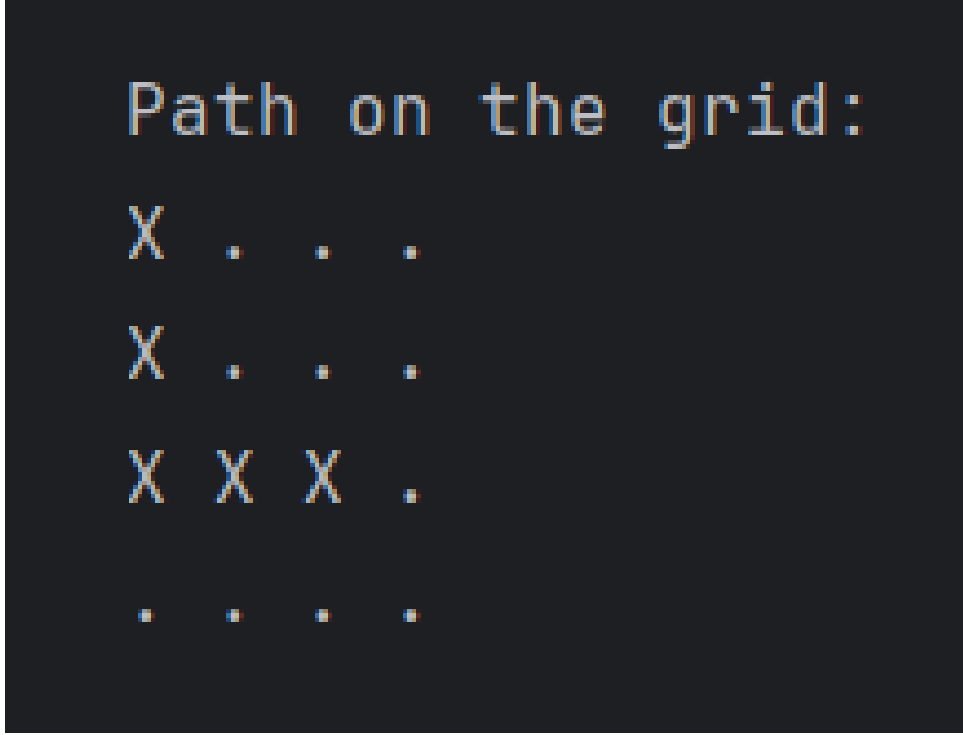 Path on the grid:
X . . .
X . . .
X X X .
. . . .